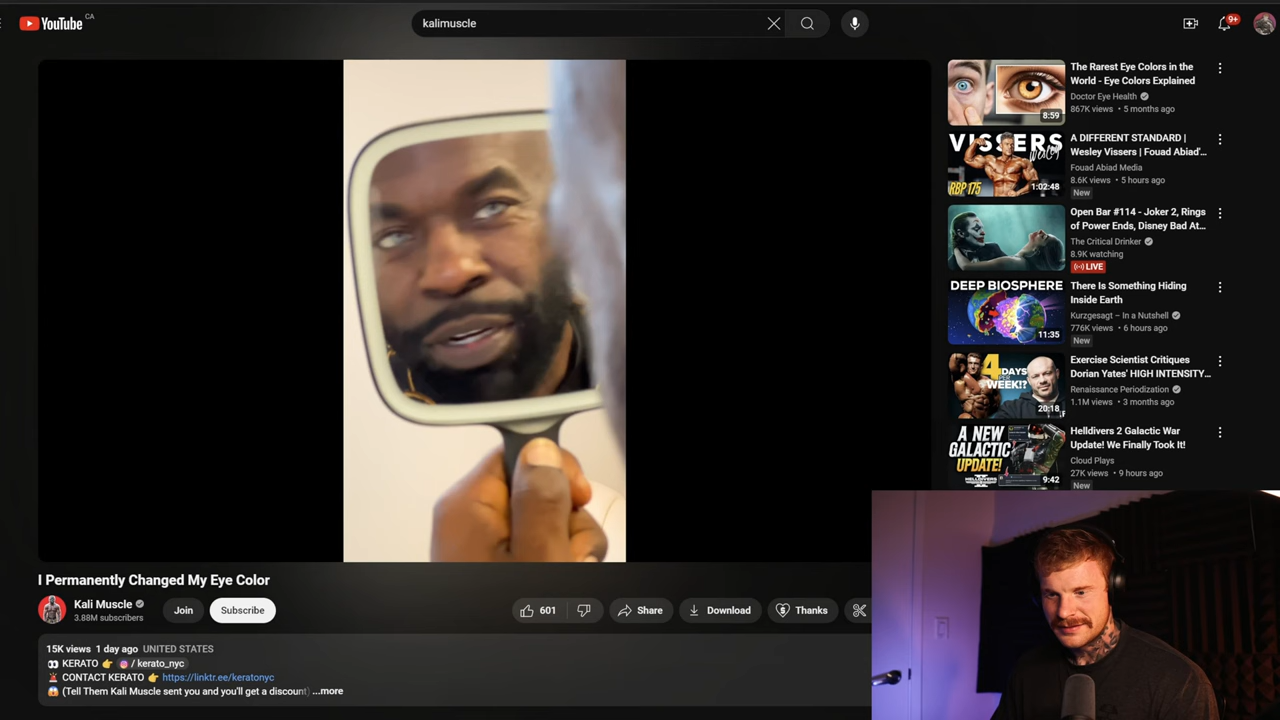 YouTube CA
kalimuscle
9+
I Permanently Changed My Eye Color
Kali Muscle
3.88M subscribers
Join
Subscribe
601
Share
Download
Thanks
15K views 1 day ago UNITED STATES
👀 KERATO 👉 / kerato_nyc
CONTACT KERATO 👉 https://linktr.ee/keratonyc
😱 (Tell Them Kali Muscle sent you and you'll get a discount) ...more
8:59
The Rarest Eye Colors in the
World - Eye Colors Explained
Doctor Eye Health
867K views • 5 months ago
VISSERS
WESLEY
RBP 175
1:02:48
A DIFFERENT STANDARD |
Wesley Vissers | Fouad Abiad'...
Fouad Abiad Media
8.6K views • 5 hours ago
New
Open Bar #114 - Joker 2, Rings
of Power Ends, Disney Bad At...
The Critical Drinker
8.9K watching
LIVE
DEEP BIOSPHERE
11:35
There Is Something Hiding
Inside Earth
Kurzgesagt – In a Nutshell
776K views • 6 hours ago
New
4 DAYS
PER
WEEK!?
20:18
Exercise Scientist Critiques
Dorian Yates' HIGH INTENSITY...
Renaissance Periodization
1.1M views • 3 months ago
A NEW
GALACTIC
UPDATE!
HELLDIVERS
9:42
Helldivers 2 Galactic War
Update! We Finally Took It!
Cloud Plays
27K views • 9 hours ago
New